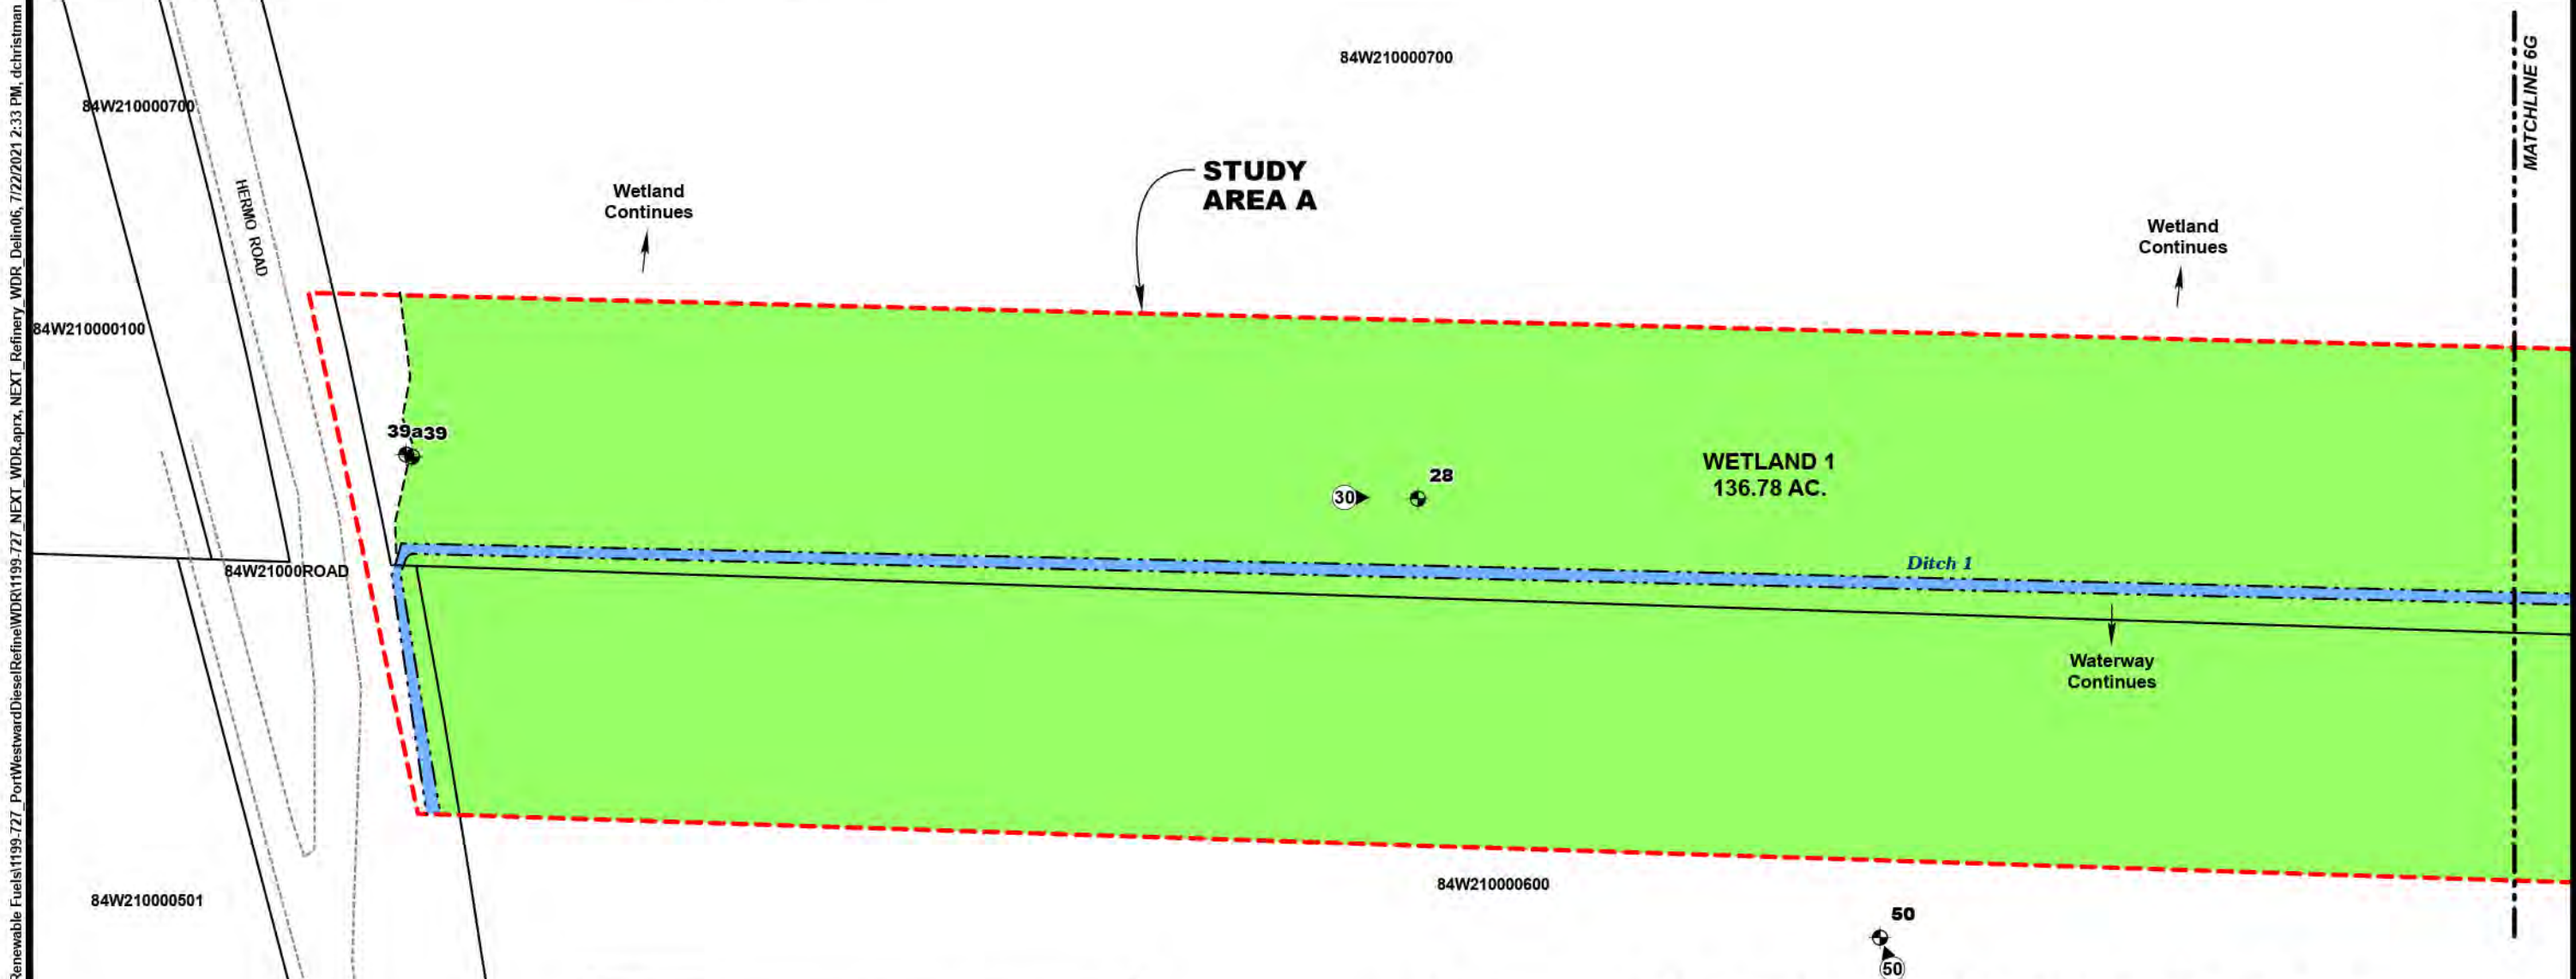 Renewable Fuels\1199-727_PortWestwardDieselRefine\WDR\1199-727_NEXT_WDR.aprx, NEXT_Refinery_WDR_Delin06, 7/22/2021 2:33 PM, dchristman
84W210000700
MATCHLINE 6G
84W210000700
STUDY
AREA A
HERMO ROAD
Wetland
Continues
Wetland
Continues
84W210000100
39a39
WETLAND 1
136.78 AC.
28
30
Ditch 1
84W21000ROAD
Waterway
Continues
84W210000600
84W210000501
50
50